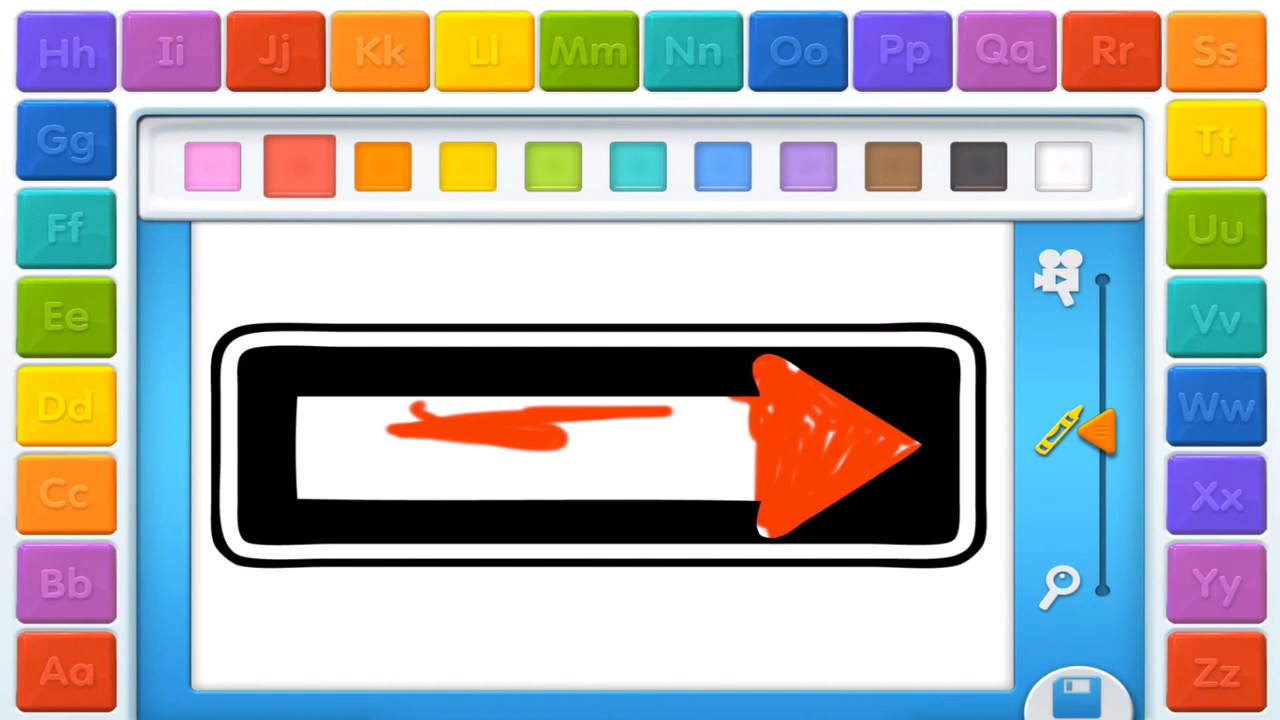 Hh Ii Jj Kk Ll Mm Nn Oo Pp Qq Rr Ss
Gg Tt
Ff Uu
Ee Vv
Dd Ww
Cc Xx
Bb Yy
Aa Zz